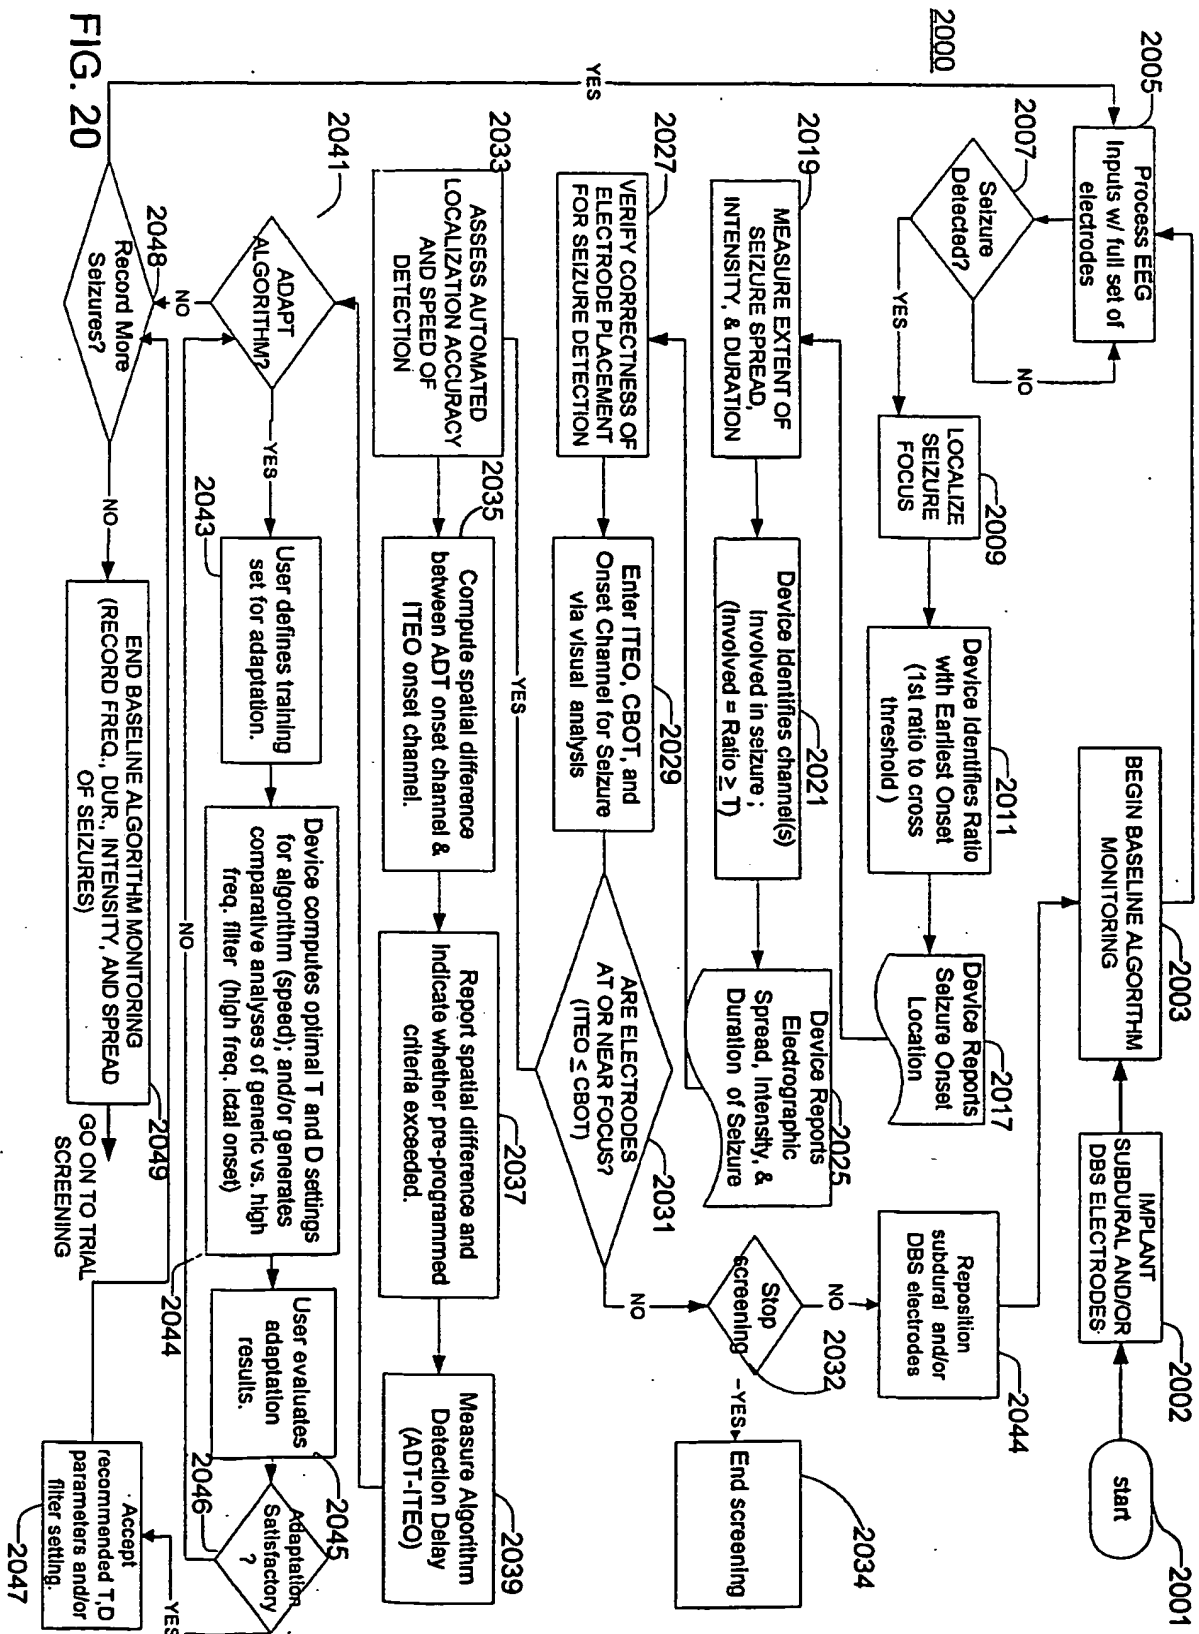 2000
start
2001
IMPLANT
SUBDURAL AND/OR
DBS ELECTRODES
2002
BEGIN BASELINE ALGORITHM
MONITORING
2003
2005
Process EEG
Inputs w/ full set of
electrodes
2007
Seizure
Detected?
NO
YES
LOCALIZE
SEIZURE
FOCUS
2009
Device Identifies Ratio
with Earliest Onset
(1st ratio to cross
threshold )
2011
Device Reports
Seizure Onset
Location
2017
2019
MEASURE EXTENT OF
SEIZURE SPREAD,
INTENSITY, & DURATION
Device Identifies channel(s)
involved in seizure ;
(Involved = Ratio ≥ T)
2021
Device Reports
Electrographic
Spread, Intensity, &
Duration of Seizure
2025
2027
VERIFY CORRECTNESS OF
ELECTRODE PLACEMENT
FOR SEIZURE DETECTION
Enter ITEO, CBOT, and
Onset Channel for Seizure
via visual analysis
2029
ARE ELECTRODES
AT OR NEAR FOCUS?
(ITEO ≤ CBOT)
2031
NO
Stop
screening
2032
NO
Reposition
subdural and/or
DBS electrodes
2044
-YES
End screening
2034
YES
2033
ASSESS AUTOMATED
LOCALIZATION ACCURACY
AND SPEED OF
DETECTION
2035
Compute spatial difference
between ADT onset channel &
ITEO onset channel.
Report spatial difference and
indicate whether pre-programmed
criteria exceeded.
2037
Measure Algorithm
Detection Delay
(ADT-ITEO)
2039
2041
ADAPT
ALGORITHM?
YES
NO
User defines training
set for adaptation.
2043
Device computes optimal T and D settings
for algorithm (speed); and/or generates
comparative analyses of generic vs. high
freq. filter (high freq. ictal onset)
2044
User evaluates
adaptation
results.
2045
Adaptation
Satisfactory
?
2046
NO
YES
Accept
recommended T,D
parameters and/or
filter setting.
2047
2048
Record More
Seizures?
YES
NO
END BASELINE ALGORITHM MONITORING
(RECORD FREQ., DUR., INTENSITY, AND SPREAD
OF SEIZURES)
2049
GO ON TO TRIAL
SCREENING
FIG. 20